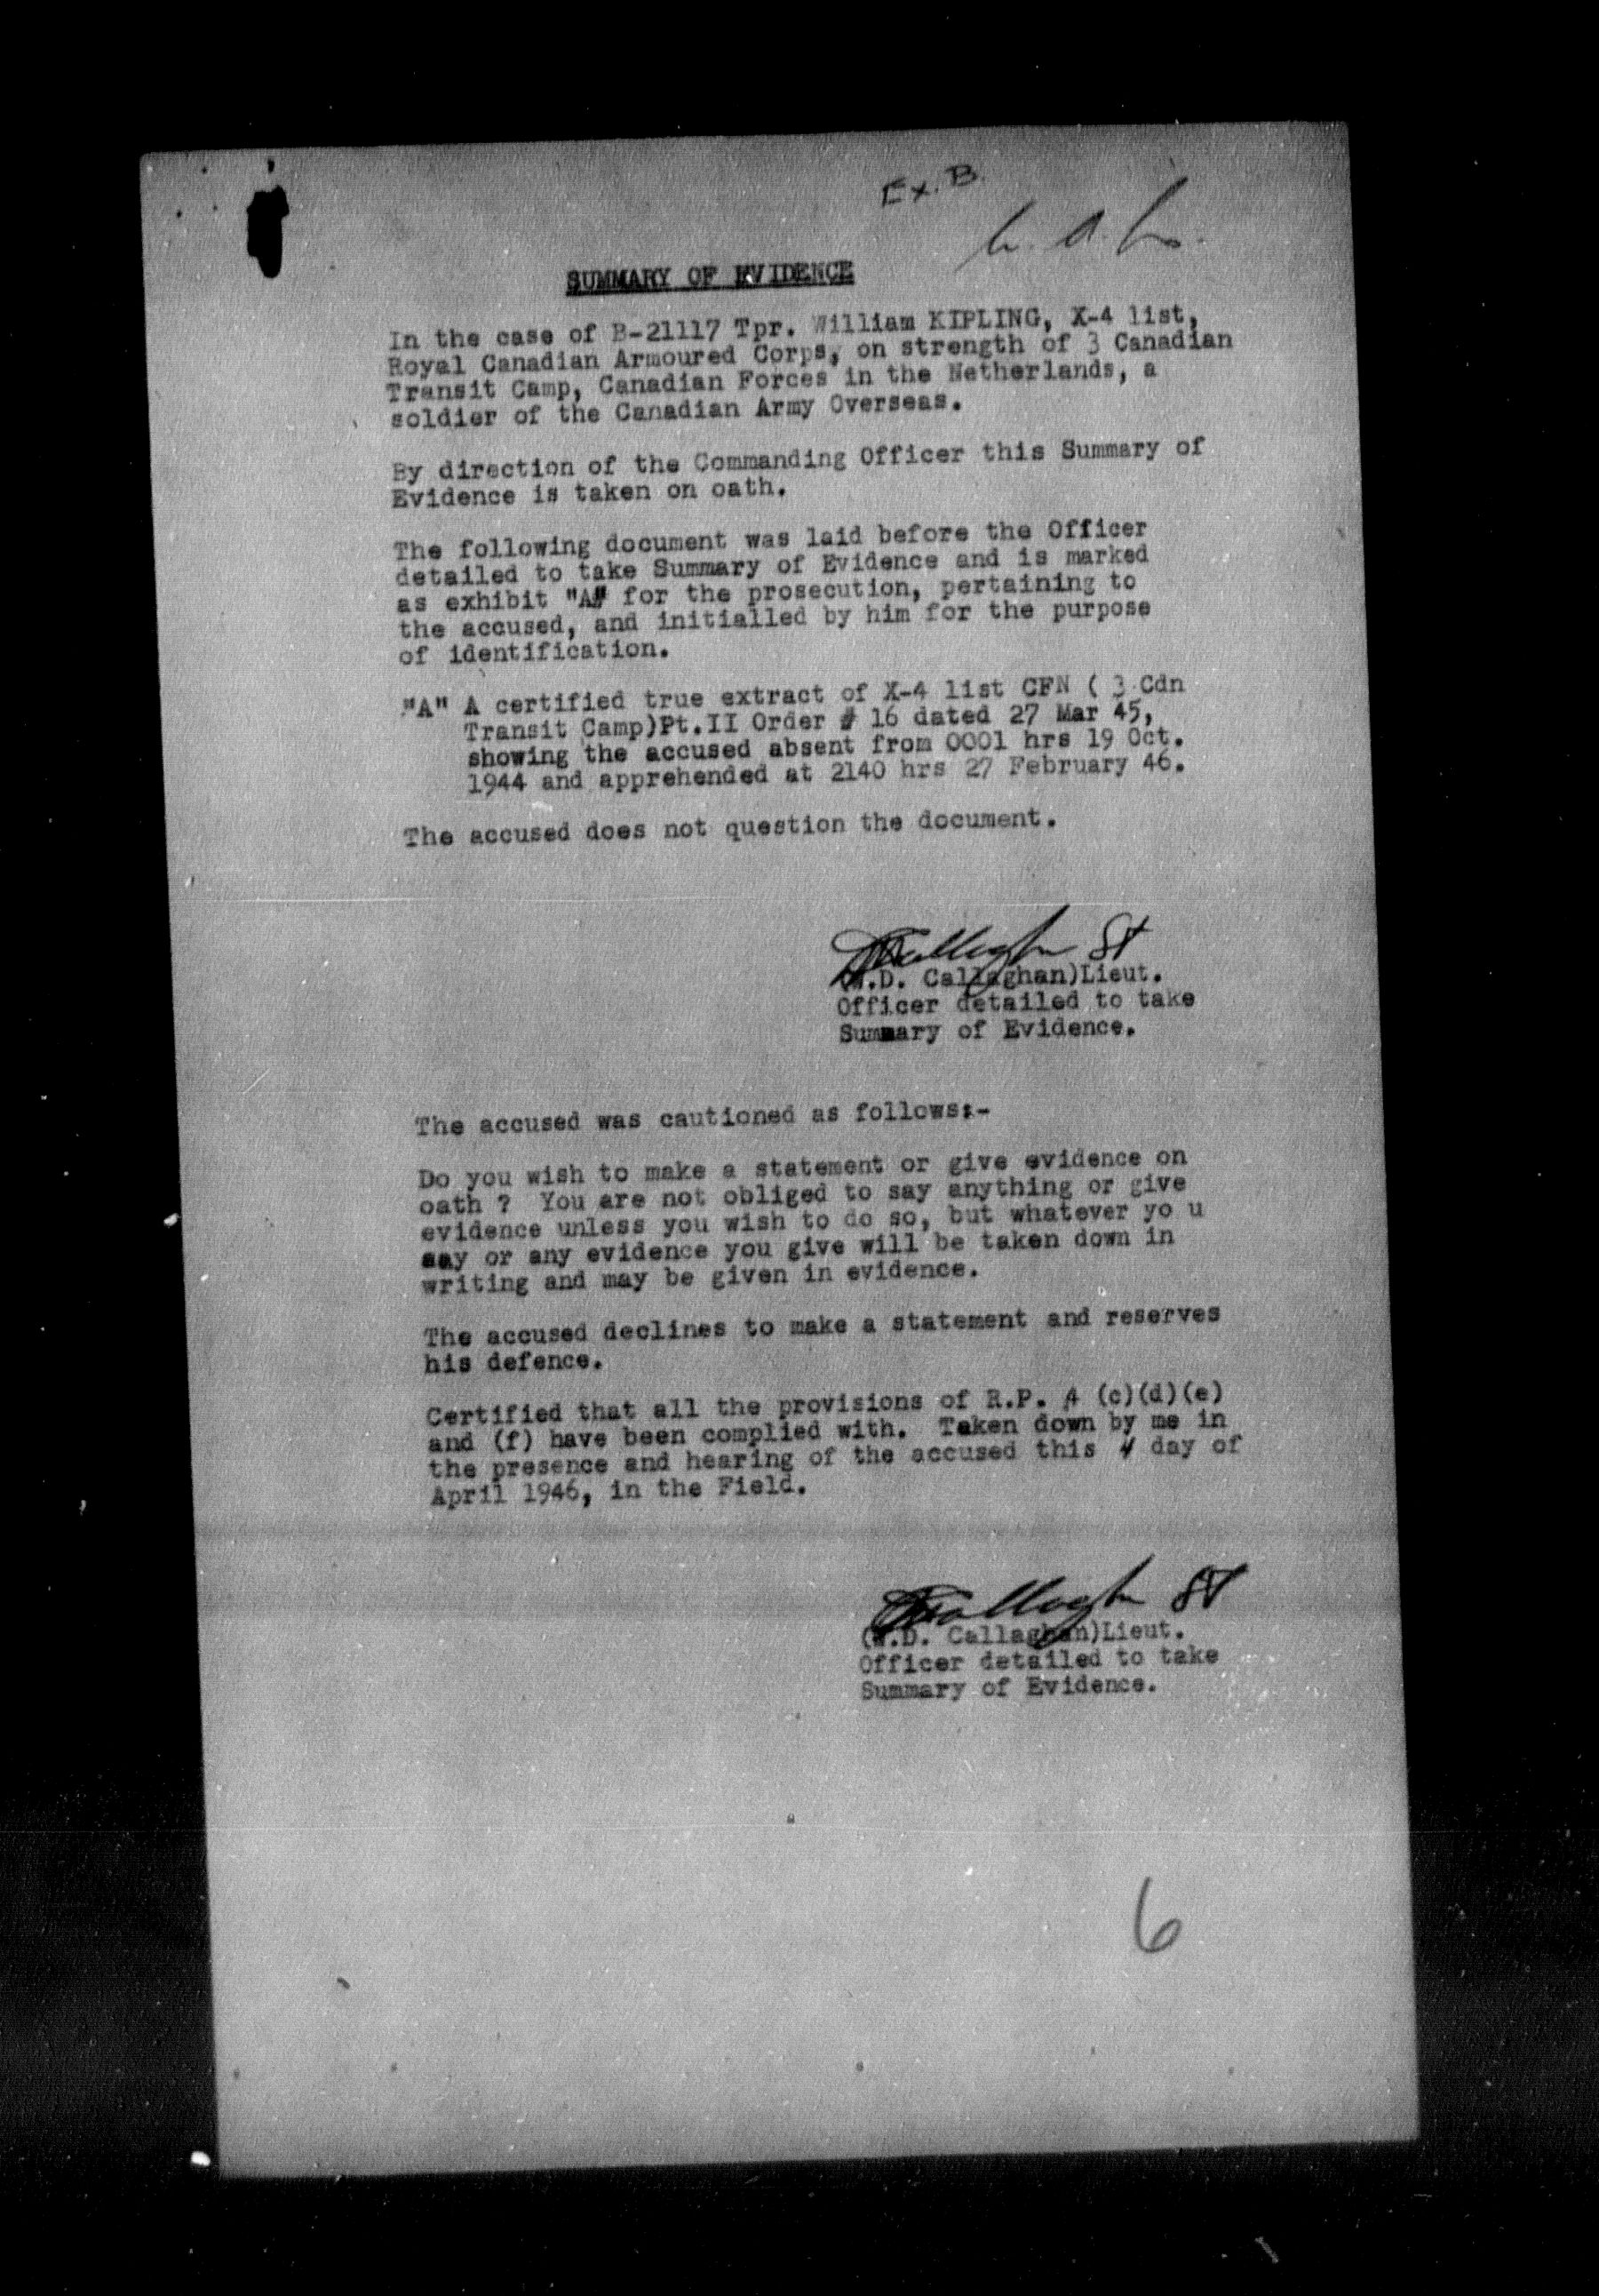 Ex. B.
SUMMARY OF EVIDENCE
In the case of B-21117 Tpr. William KIPLING, X-4 list,
Royal Canadian Armoured Corps, on strength of 3 Canadian
Transit Camp, Canadian Forces in the Netherlands, a
soldier of the Canadian Army Overseas.
By direction of the Commanding Officer this Summary of
Evidence is taken on oath.
The following document was laid before the Officer
detailed to take Summary of Evidence and is marked
as exhibit "A" for the prosecution, pertaining to
the accused, and initialled by him for the purpose
of identification.
"A" A certified true extract of X-4 list CFN ( 3 Cdn
Transit Camp)Pt.II Order # 16 dated 27 Mar 45,
showing the accused absent from 0001 hrs 19 Oct.
1944 and apprehended at 2140 hrs 27 February 46.
The accused does not question the document.
(W.D. Callaghan)Lieut.
Officer detailed to take
Summary of Evidence.
The accused was cautioned as follows:-
Do you wish to make a statement or give evidence on
oath ? You are not obliged to say anything or give
evidence unless you wish to do so, but whatever yo u
say or any evidence you give will be taken down in
writing and may be given in evidence.
The accused declines to make a statement and reserves
his defence.
Certified that all the provisions of R.P. 4 (c)(d)(e)
and (f) have been complied with. Taken down by me in
the presence and hearing of the accused this 4 day of
April 1946, in the Field.
(W.D. Callaghan)Lieut.
Officer detailed to take
Summary of Evidence.
6